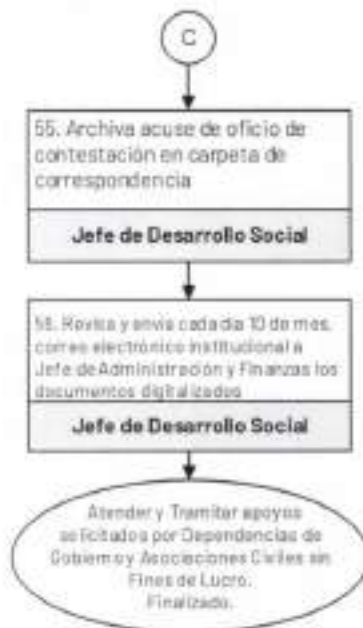 C
55. Archiva acuse de oficio de
contestación en carpeta de
correspondencia
Jefe de Desarrollo Social
56. Revisa y envía cada día 10 de mes,
correo electrónico institucional a
Jefe de Administración y Finanzas los
documentos digitalizados
Jefe de Desarrollo Social
Atender y Tramitar apoyos
solicitados por Dependencias de
Gobierno y Asociaciones Civiles sin
Fines de Lucro.
Finalizado.